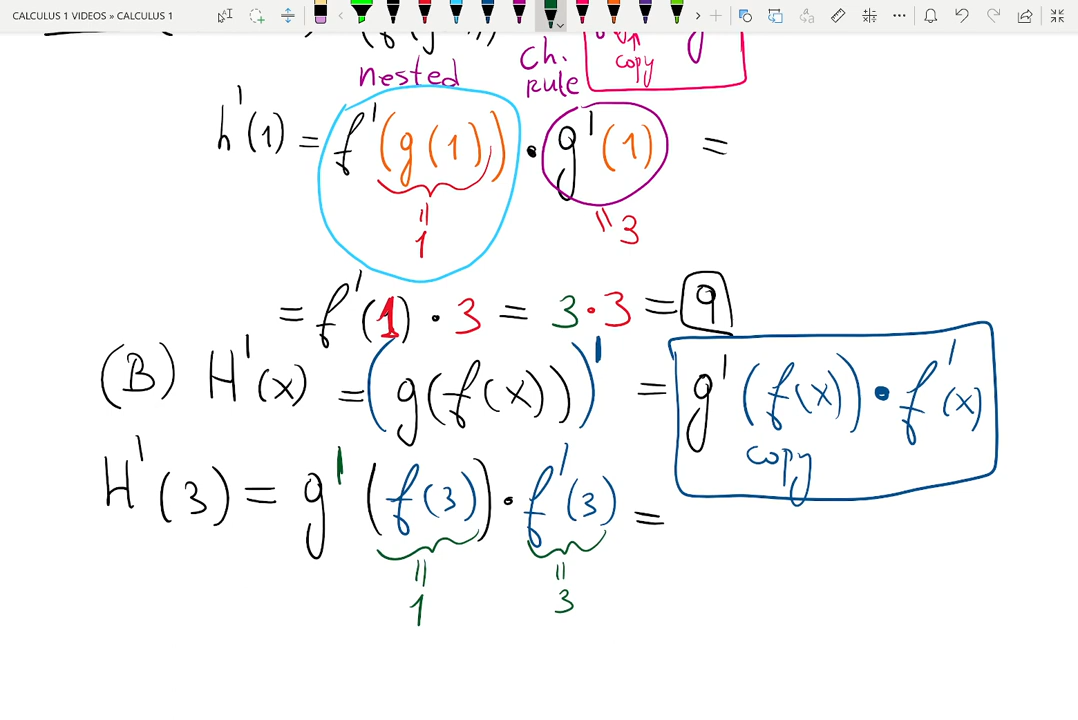 CALCULUS 1 VIDEOS » CALCULUS 1
nested
Ch. rule
copy
g
h'(1) = f'(g(1)) • g'(1) =
=1
=3
= f'(1) • 3 = 3 • 3 = 9
(B) H'(x) = (g(f(x)))' = g'(f(x)) • f'(x)
copy
H'(3) = g'(f(3)) • f'(3) =
=1
=3